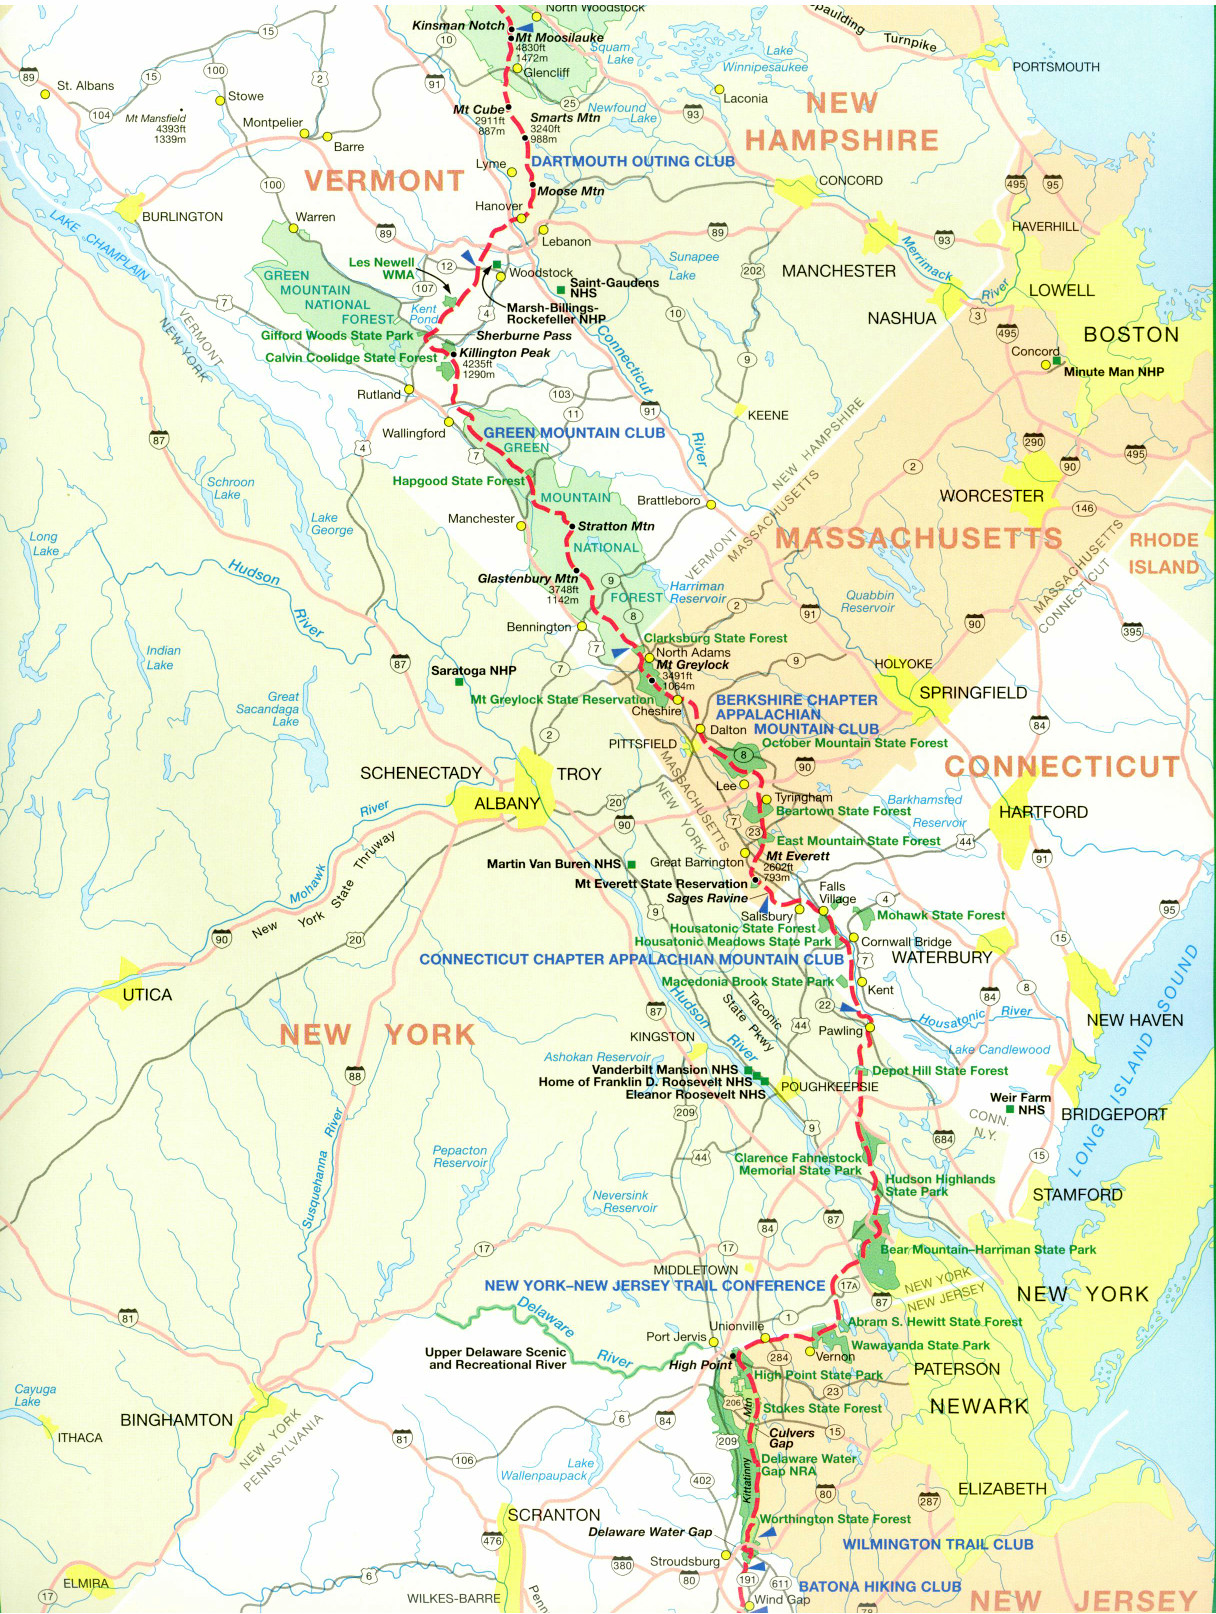 North Woodstock
Kinsman Notch
Mt Moosilauke
4830ft
1472m
Glencliff
Spaulding Turnpike
Squam
Lake
Lake
Winnipesaukee
PORTSMOUTH
15
10
89
15
100
2
91
25
93
St. Albans
Stowe
104
Mt Mansfield
4393ft
1339m
Montpelier
Barre
Mt Cube
2911ft
887m
Smarts Mtn
3240ft
988m
Newfound
Lake
Laconia
NEW
HAMPSHIRE
DARTMOUTH OUTING CLUB
Lyme
VERMONT
Moose Mtn
CONCORD
495
95
100
Hanover
BURLINGTON
Warren
LAKE CHAMPLAIN
89
Lebanon
89
93
HAVERHILL
Merrimack
River
Les Newell
WMA
12
107
Woodstock
Sunapee
Lake
202
MANCHESTER
GREEN
MOUNTAIN
NATIONAL
FOREST
Saint-Gaudens
NHS
LOWELL
7
Kent
Pond
4
Marsh-Billings-
Rockefeller NHP
10
NASHUA
3
VERMONT
NEW YORK
Gifford Woods State Park
Sherburne Pass
495
BOSTON
Calvin Coolidge State Forest
Killington Peak
4235ft
1290m
Connecticut
River
9
Concord
Minute Man NHP
Rutland
103
11
91
KEENE
Wallingford
87
4
GREEN MOUNTAIN CLUB
GREEN
MOUNTAIN
NATIONAL
FOREST
7
NEW HAMPSHIRE
MASSACHUSETTS
290
90
495
2
Hapgood State Forest
Schroon
Lake
Brattleboro
WORCESTER
146
Lake
George
Manchester
Stratton Mtn
Long
Lake
VERMONT
MASSACHUSETTS
MASSACHUSETTS
RHODE
ISLAND
MASSACHUSETTS
CONNECTICUT
Hudson
River
Glastenbury Mtn
3748ft
1142m
9
8
Harriman
Reservoir
2
Quabbin
Reservoir
91
90
395
Bennington
7
Clarksburg State Forest
North Adams
Mt Greylock
3491ft
1064m
9
Indian
Lake
87
Saratoga NHP
7
HOLYOKE
SPRINGFIELD
Great
Sacandaga
Lake
Mt Greylock State Reservation
Cheshire
BERKSHIRE CHAPTER
APPALACHIAN
MOUNTAIN CLUB
Dalton
84
2
PITTSFIELD
October Mountain State Forest
8
90
CONNECTICUT
SCHENECTADY
TROY
MASSACHUSETTS
NEW YORK
Lee
Tyringham
Beartown State Forest
Barkhamsted
Reservoir
HARTFORD
ALBANY
20
90
7
23
East Mountain State Forest
44
91
Mohawk
River
New York State Thruway
Martin Van Buren NHS
Great Barrington
Mt Everett
2602ft
793m
Mt Everett State Reservation
Sages Ravine
Falls
Village
4
Salisbury
Mohawk State Forest
95
9
Housatonic State Forest
Housatonic Meadows State Park
Cornwall Bridge
90
20
15
CONNECTICUT CHAPTER APPALACHIAN MOUNTAIN CLUB
7
WATERBURY
UTICA
Macedonia Brook State Park
Kent
84
8
Hudson
River
Taconic
State Pkwy
87
22
44
Pawling
Housatonic River
NEW HAVEN
NEW YORK
KINGSTON
Lake Candlewood
Ashokan Reservoir
Vanderbilt Mansion NHS
Home of Franklin D. Roosevelt NHS
Eleanor Roosevelt NHS
POUGHKEEPSIE
Depot Hill State Forest
88
Weir Farm
NHS
LONG ISLAND SOUND
209
9
CONN.
N.Y.
BRIDGEPORT
684
Susquehanna River
Pepacton
Reservoir
44
Clarence Fahnestock
Memorial State Park
15
Hudson Highlands
State Park
Neversink
Reservoir
STAMFORD
84
87
17
17
Bear Mountain–Harriman State Park
MIDDLETOWN
NEW YORK–NEW JERSEY TRAIL CONFERENCE
17A
NEW YORK
NEW JERSEY
NEW YORK
87
81
Delaware
River
Unionville
1
Abram S. Hewitt State Forest
Port Jervis
Wawayanda State Park
Upper Delaware Scenic
and Recreational River
High Point
284
Vernon
PATERSON
High Point State Park
23
Cayuga
Lake
206
Mtn
Stokes State Forest
NEWARK
BINGHAMTON
ITHACA
NEW YORK
PENNSYLVANIA
6
84
81
209
Culvers
Gap
15
106
Lake
Wallenpaupack
402
Kittatinny
Delaware Water
Gap NRA
80
287
ELIZABETH
SCRANTON
Worthington State Forest
476
Delaware Water Gap
WILMINGTON TRAIL CLUB
380
80
Stroudsburg
ELMIRA
17
6
191
611
BATONA HIKING CLUB
WILKES-BARRE
Penn
Wind Gap
78
NEW JERSEY